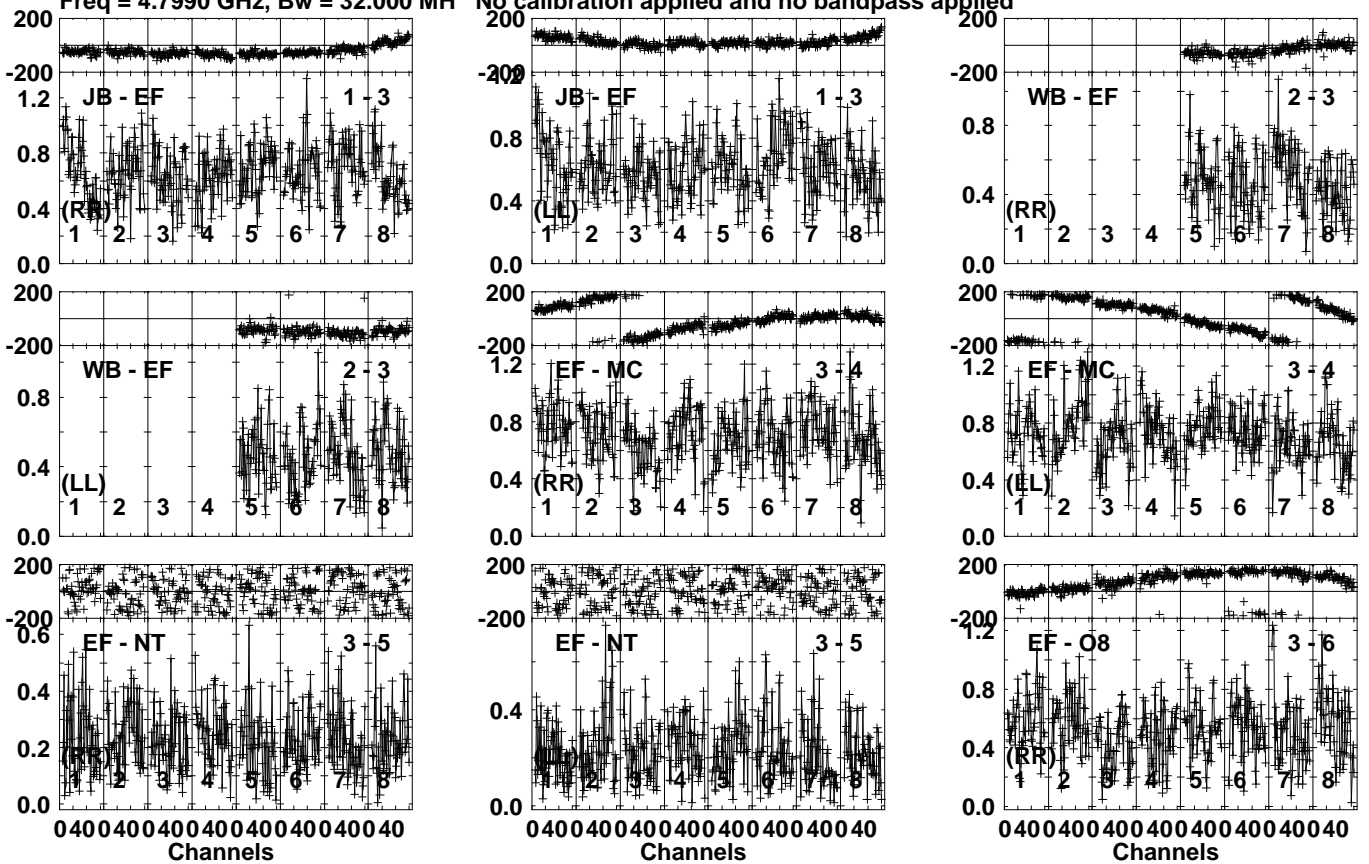 Freq = 4.7990 GHz, Bw = 32.000 MH No calibration applied and no bandpass applied
200 200 200
-200 -200 -200
1.2 JB - EF 1 - 3 1.2 JB - EF 1 - 3 WB - EF 2 - 3
0.8 0.8 0.8
0.4 0.4 0.4
(RR) (LL) (RR)
1 2 3 4 5 6 7 8 1 2 3 4 5 6 7 8 1 2 3 4 5 6 7 8
0.0 0.0 0.0
200 200 200
-200 -200 -200
WB - EF 2 - 3 1.2 EF - MC 3 - 4 1.2 EF - MC 3 - 4
0.8 0.8 0.8
0.4 0.4 0.4
(LL) (RR) (LL)
1 2 3 4 5 6 7 8 1 2 3 4 5 6 7 8 1 2 3 4 5 6 7 8
0.0 0.0 0.0
200 200 200
-200 -200 -200
0.6 EF - NT 3 - 5 EF - NT 3 - 5 1.2 EF - O8 3 - 6
0.4 0.4 0.8
0.2 0.4
(RR) (LL) (RR)
1 2 3 4 5 6 7 8 1 2 3 4 5 6 7 8 1 2 3 4 5 6 7 8
0.0 0.0 0.0
0 40 0 40 0 40 0 40 0 40 0 40 0 40 0 40 0 40 0 40 0 40 0 40 0 40 0 40 0 40 0 40 0 40 0 40 0 40 0 40 0 40 0 40 0 40 0 40
Channels Channels Channels